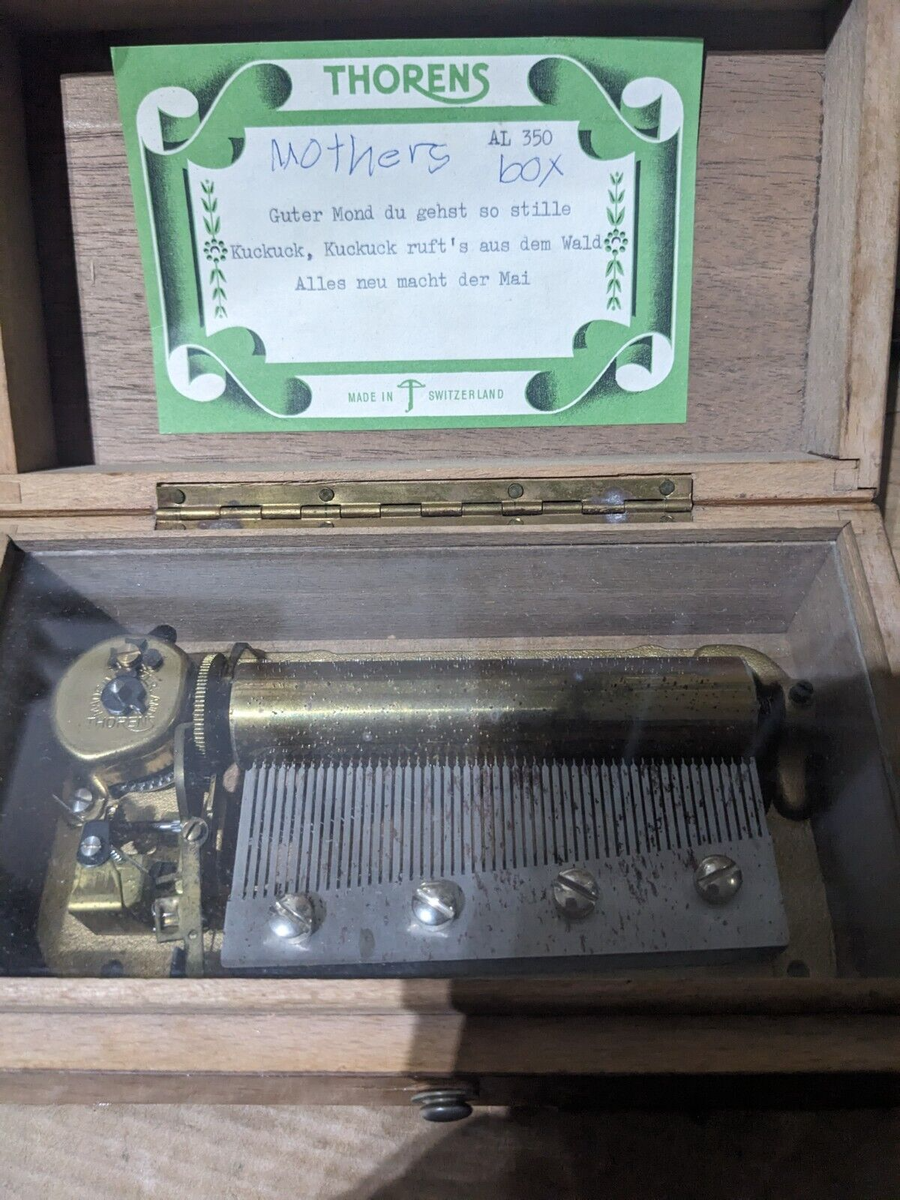 THORENS
AL 350
Mothers box
Guter Mond du gehst so stille
Kuckuck, Kuckuck ruft's aus dem Wald
Alles neu macht der Mai
MADE IN SWITZERLAND
THORENS